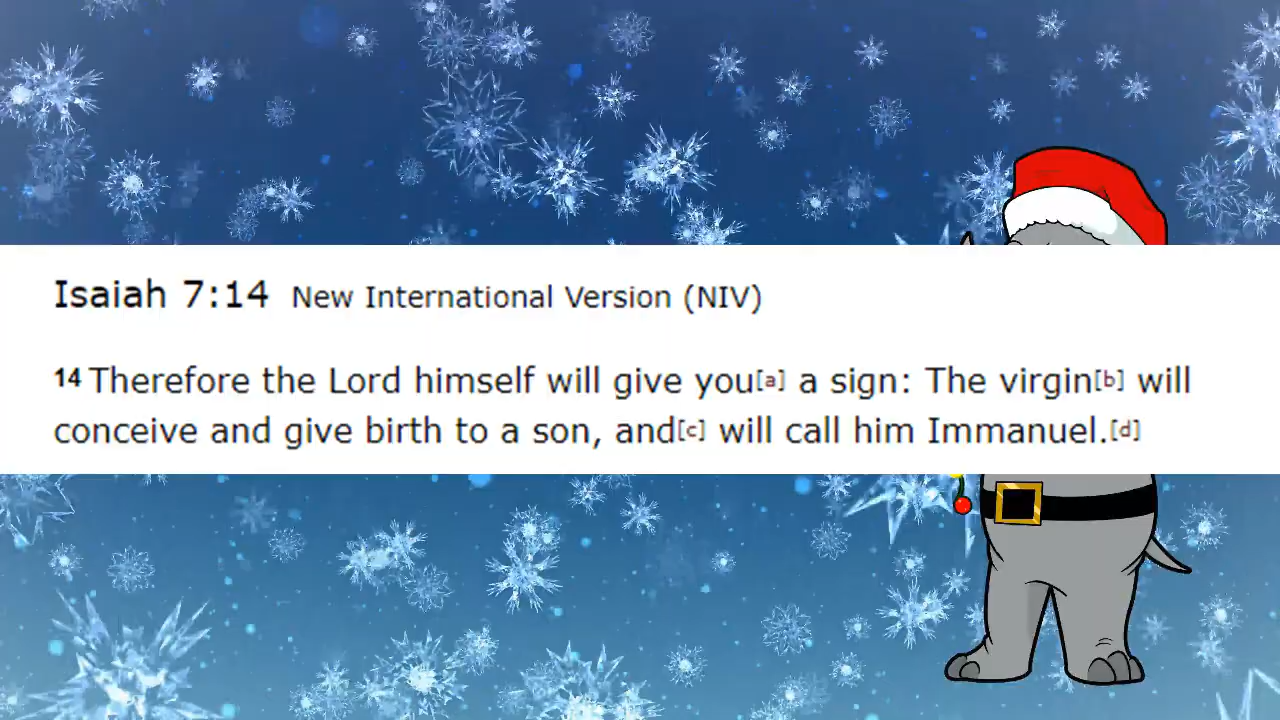 Isaiah 7:14 New International Version (NIV)
14 Therefore the Lord himself will give you[a] a sign: The virgin[b] will
conceive and give birth to a son, and[c] will call him Immanuel.[d]